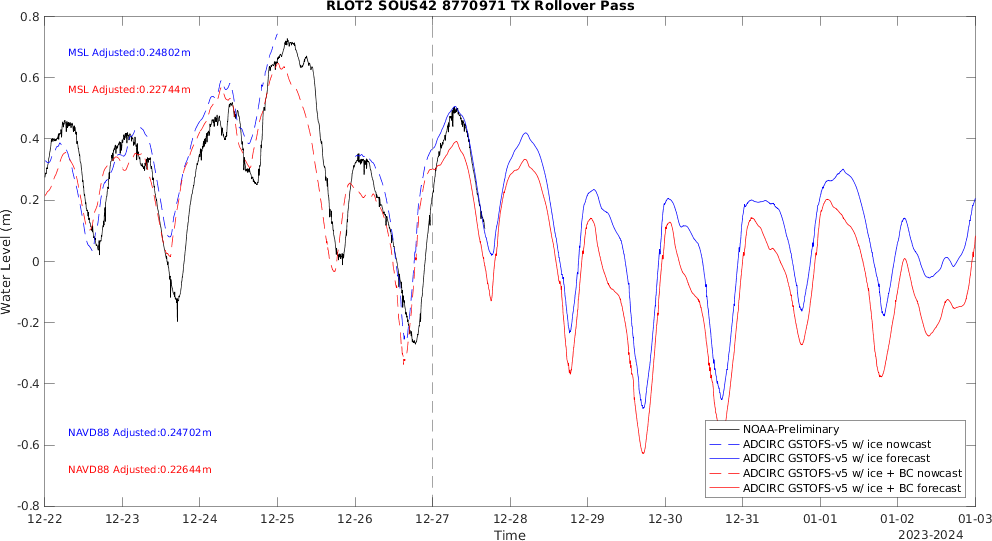 RLOT2 SOUS42 8770971 TX Rollover Pass
0.8
0.6
0.4
0.2
0
-0.2
-0.4
-0.6
-0.8
Water Level (m)
MSL Adjusted:0.24802m
MSL Adjusted:0.22744m
NAVD88 Adjusted:0.24702m
NAVD88 Adjusted:0.22644m
NOAA-Preliminary
ADCIRC GSTOFS-v5 w/ ice nowcast
ADCIRC GSTOFS-v5 w/ ice forecast
ADCIRC GSTOFS-v5 w/ ice + BC nowcast
ADCIRC GSTOFS-v5 w/ ice + BC forecast
12-22 12-23 12-24 12-25 12-26 12-27 12-28 12-29 12-30 12-31 01-01 01-02 01-03
Time
2023-2024